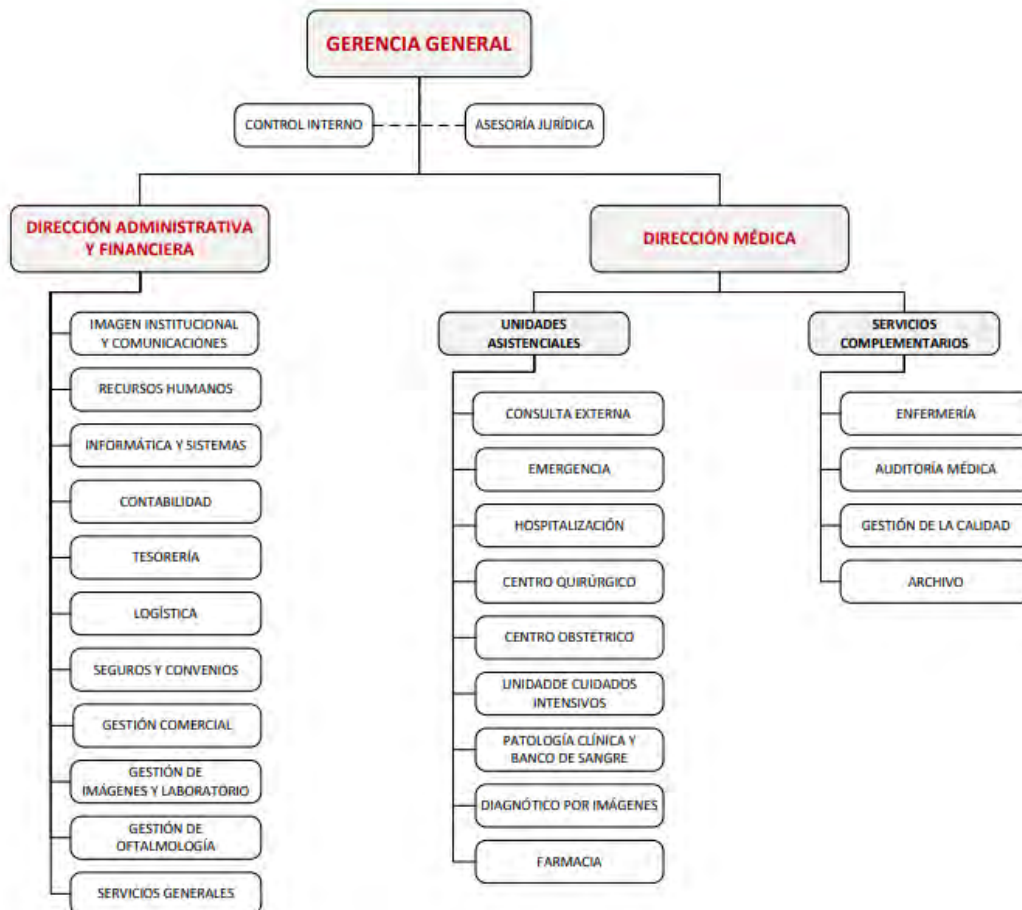 GERENCIA GENERAL
CONTROL INTERNO
ASESORÍA JURÍDICA
DIRECCIÓN ADMINISTRATIVA
Y FINANCIERA
DIRECCIÓN MÉDICA
IMAGEN INSTITUCIONAL
Y COMUNICACIONES
RECURSOS HUMANOS
INFORMÁTICA Y SISTEMAS
CONTABILIDAD
TESORERÍA
LOGÍSTICA
SEGUROS Y CONVENIOS
GESTIÓN COMERCIAL
GESTIÓN DE
IMÁGENES Y LABORATORIO
GESTIÓN DE
OFTALMOLOGÍA
SERVICIOS GENERALES
UNIDADES
ASISTENCIALES
CONSULTA EXTERNA
EMERGENCIA
HOSPITALIZACIÓN
CENTRO QUIRÚRGICO
CENTRO OBSTÉTRICO
UNIDADDE CUIDADOS
INTENSIVOS
PATOLOGÍA CLÍNICA Y
BANCO DE SANGRE
DIAGNÓTICO POR IMÁGENES
FARMACIA
SERVICIOS
COMPLEMENTARIOS
ENFERMERÍA
AUDITORÍA MÉDICA
GESTIÓN DE LA CALIDAD
ARCHIVO